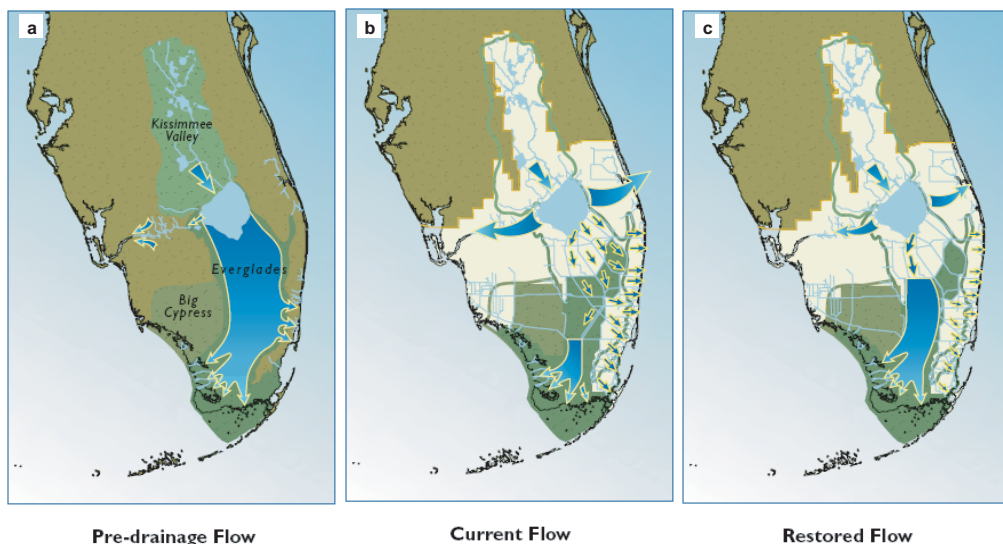 a
b
c
Kissimmee
Valley
Everglades
Big
Cypress
Pre-drainage Flow
Current Flow
Restored Flow